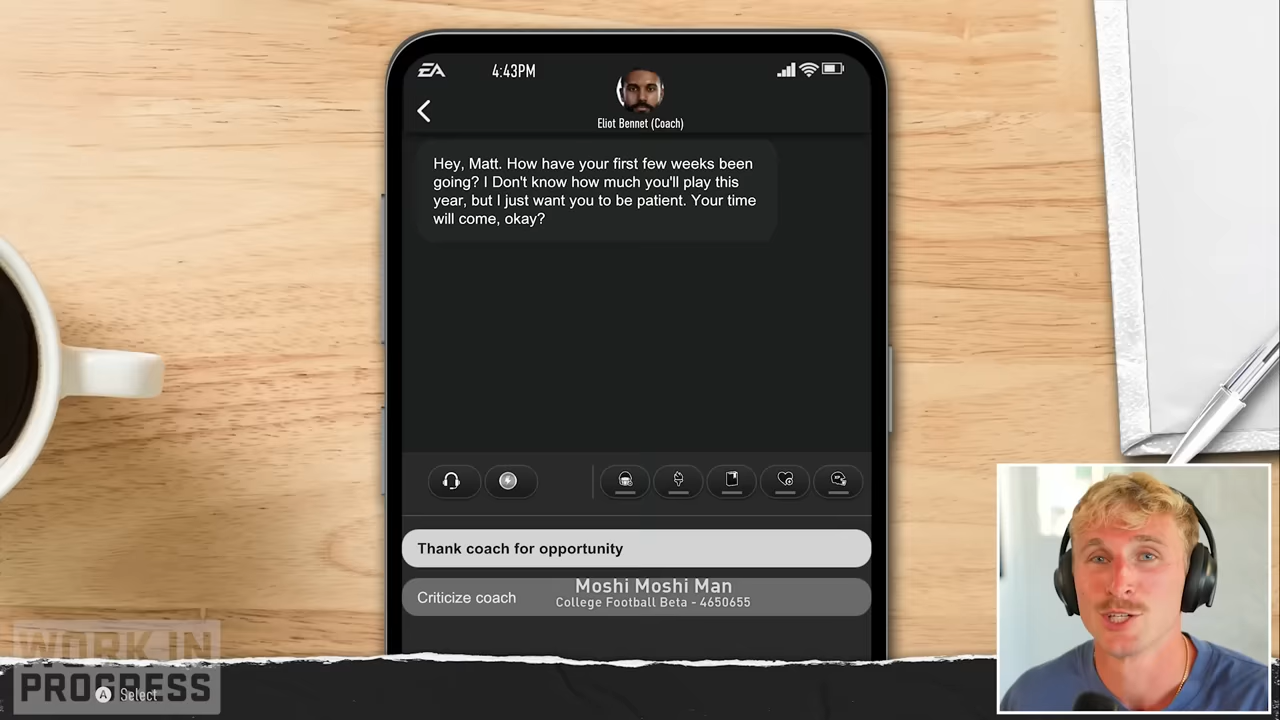 EA
4:43PM
Eliot Bennet (Coach)
Hey, Matt. How have your first few weeks been
going? I Don't know how much you'll play this
year, but I just want you to be patient. Your time
will come, okay?
Thank coach for opportunity
Criticize coach
Moshi Moshi Man
College Football Beta - 4650655
WORK IN
PROGRESS
A Select